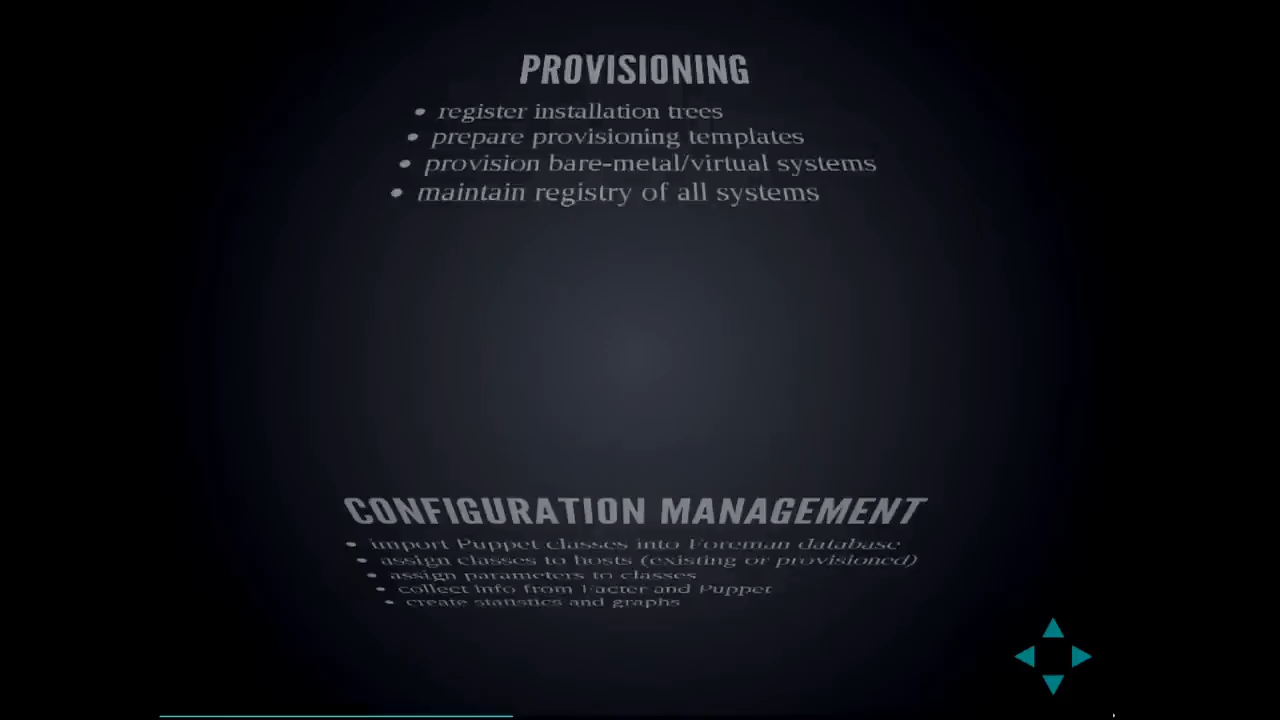 PROVISIONING
• register installation trees
• prepare provisioning templates
• provision bare-metal/virtual systems
• maintain registry of all systems
CONFIGURATION MANAGEMENT
• import Puppet classes into Foreman database
• assign classes to hosts (existing or provisioned)
• assign parameters to classes
• collect info from Facter and Puppet
• create statistics and graphs